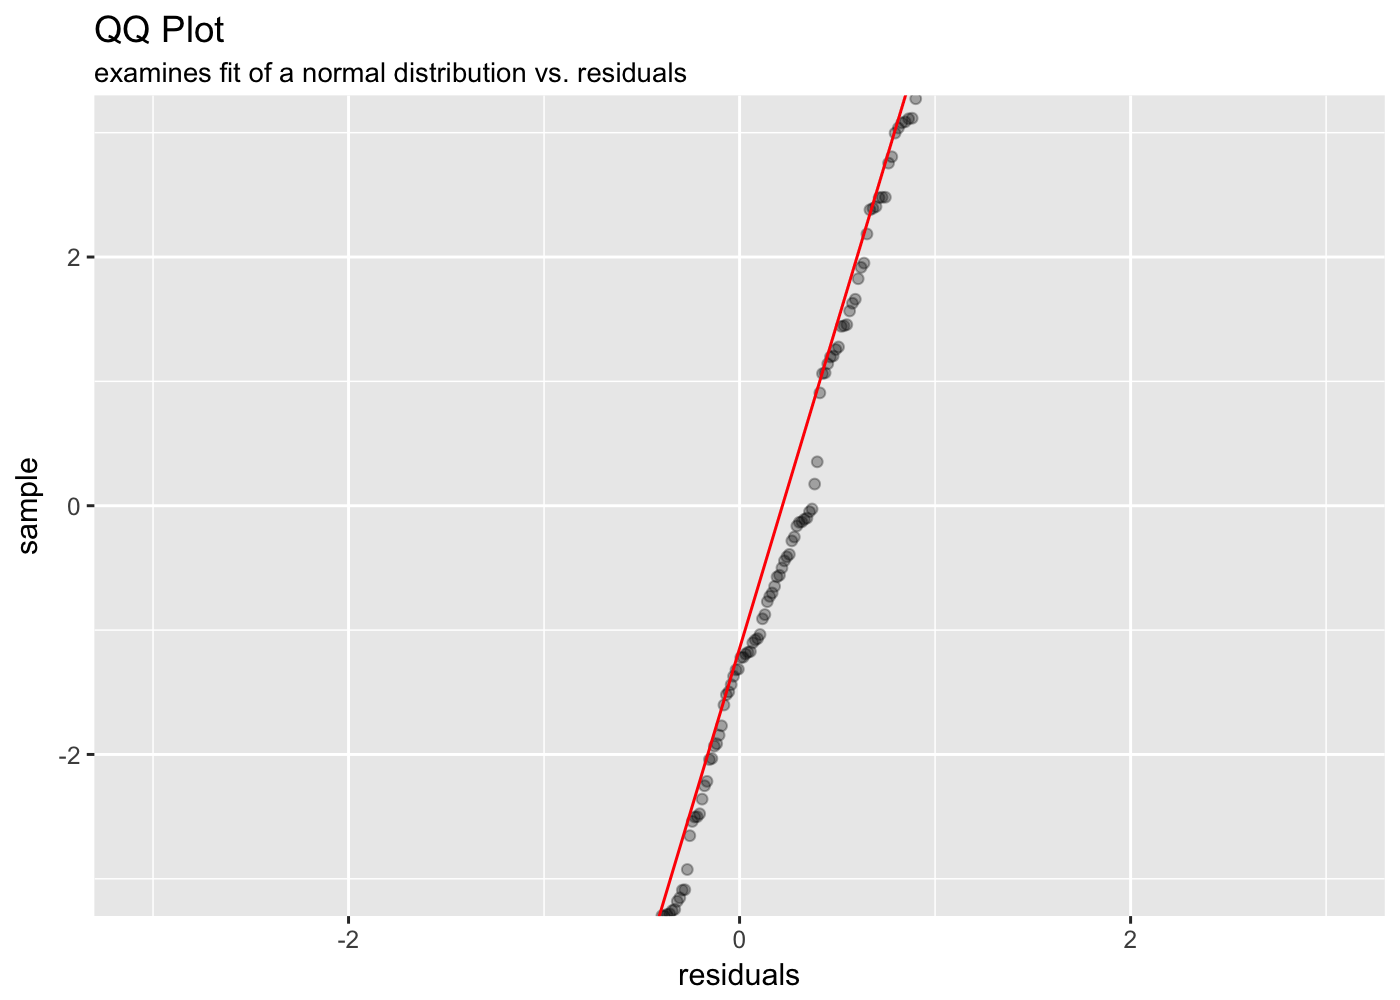 QQ Plot
examines fit of a normal distribution vs. residuals
2
0
-2
sample
-2
0
2
residuals